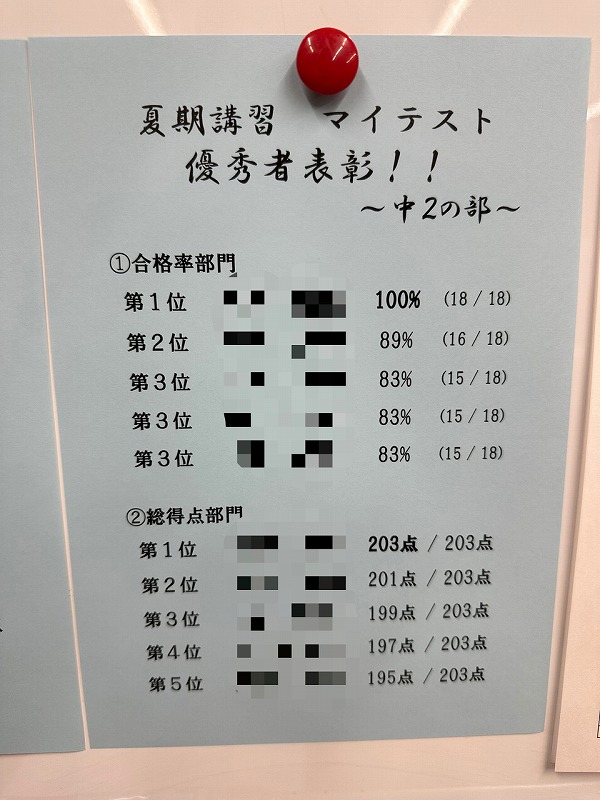 夏期講習 マイテスト
優秀者表彰！！
～中2の部～
①合格率部門
第1位 100% (18 / 18)
第2位 89% (16 / 18)
第3位 83% (15 / 18)
第3位 83% (15 / 18)
第3位 83% (15 / 18)
②総得点部門
第1位 203点 / 203点
第2位 201点 / 203点
第3位 199点 / 203点
第4位 197点 / 203点
第5位 195点 / 203点